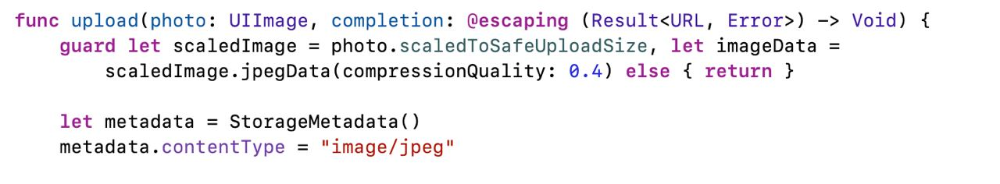 func upload(photo: UIImage, completion: @escaping (Result<URL, Error>) -> Void) {
    guard let scaledImage = photo.scaledToSafeUploadSize, let imageData =
        scaledImage.jpegData(compressionQuality: 0.4) else { return }
    let metadata = StorageMetadata()
    metadata.contentType = "image/jpeg"